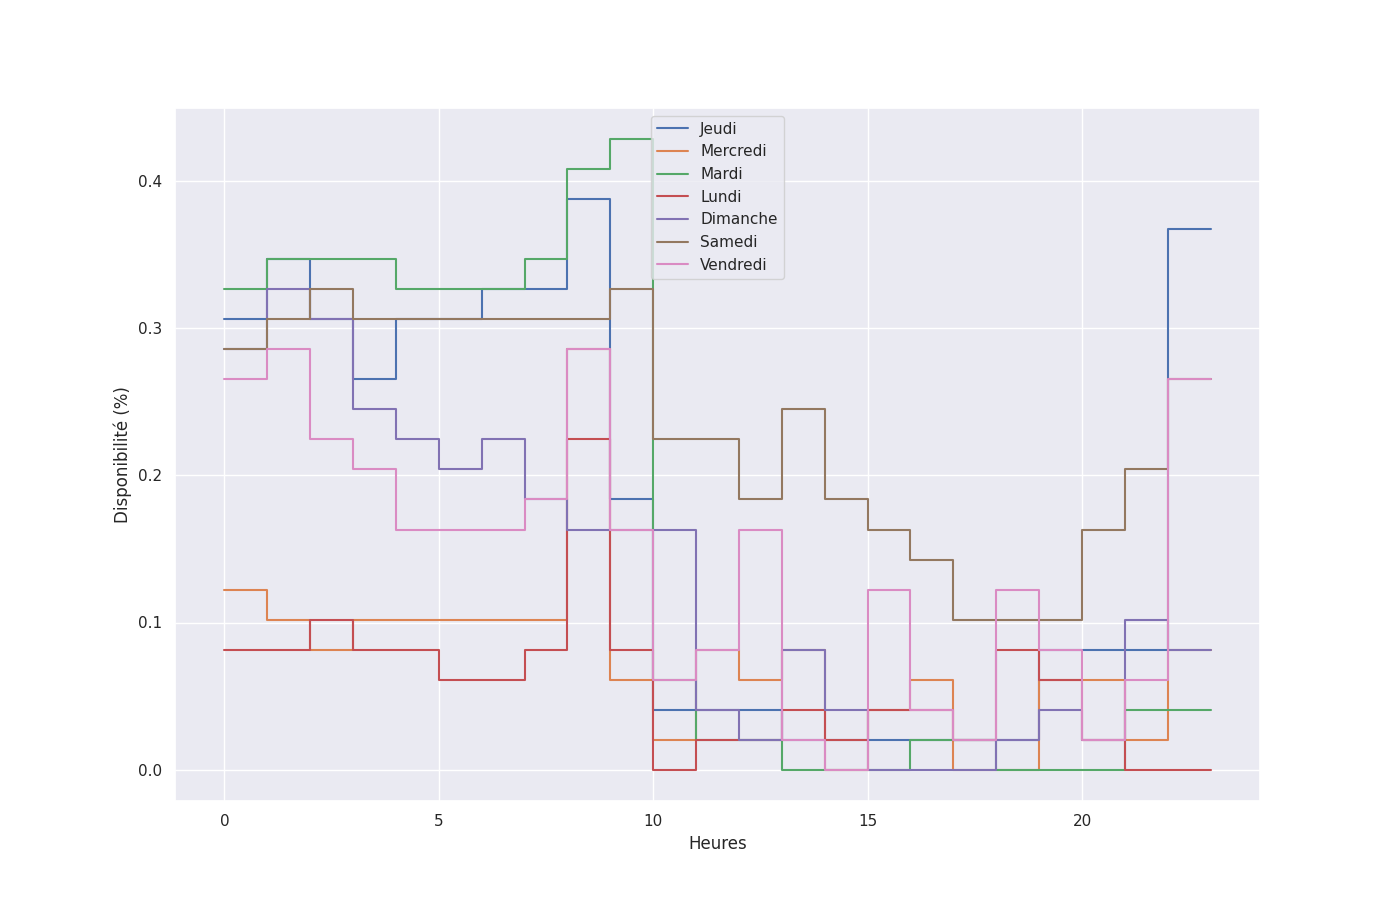 Jeudi
Mercredi
Mardi
Lundi
Dimanche
Samedi
Vendredi
0.4
0.3
0.2
0.1
0.0
Disponibilité (%)
0 5 10 15 20
Heures